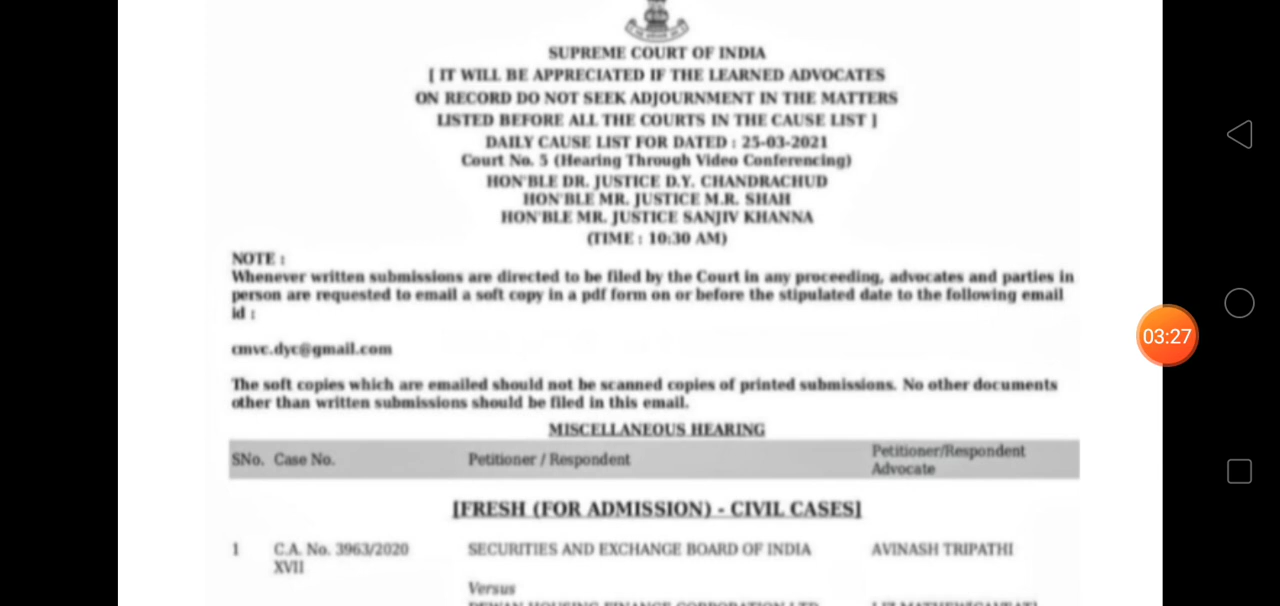 SUPREME COURT OF INDIA
[ IT WILL BE APPRECIATED IF THE LEARNED ADVOCATES
ON RECORD DO NOT SEEK ADJOURNMENT IN THE MATTERS
LISTED BEFORE ALL THE COURTS IN THE CAUSE LIST ]
DAILY CAUSE LIST FOR DATED : 25-03-2021
Court No. 5 (Hearing Through Video Conferencing)
HON'BLE DR. JUSTICE D.Y. CHANDRACHUD
HON'BLE MR. JUSTICE M.R. SHAH
HON'BLE MR. JUSTICE SANJIV KHANNA
(TIME : 10:30 AM)
NOTE :
Whenever written submissions are directed to be filed by the Court in any proceeding, advocates and parties in
person are requested to email a soft copy in a pdf form on or before the stipulated date to the following email
id :
cmvc.dyc@gmail.com
The soft copies which are emailed should not be scanned copies of printed submissions. No other documents
other than written submissions should be filed in this email.
MISCELLANEOUS HEARING
SNo. Case No. Petitioner / Respondent Petitioner/Respondent
Advocate
[FRESH (FOR ADMISSION) - CIVIL CASES]
1 C.A. No. 3963/2020 SECURITIES AND EXCHANGE BOARD OF INDIA AVINASH TRIPATHI
XVII
Versus
DEWAN HOUSING FINANCE CORPORATION LTD
03:27